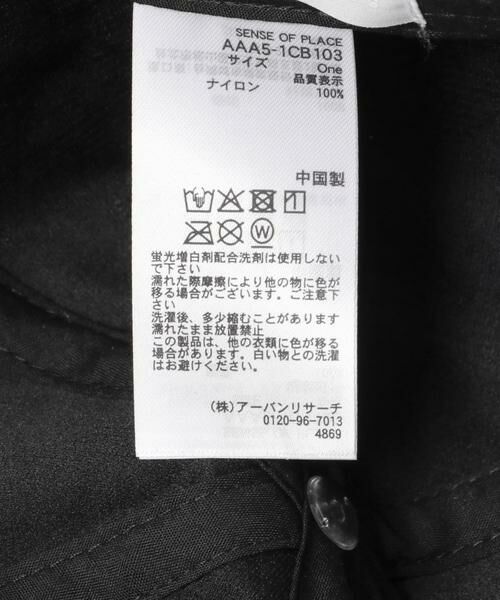 SENSE OF PLACE
AAA5-1CB103
サイズ One
品質表示
ナイロン 100%
中国製
W
蛍光増白剤配合洗剤は使用しない
で下さい
濡れた際摩擦により他の物に色が
移る場合がございます。ご注意下
さい
洗濯後、多少縮むことがあります
濡れたまま放置禁止
この製品は、他の衣類に色が移る
場合があります。白い物との洗濯
はお避けください。
(株)アーバンリサーチ
0120-96-7013
4869